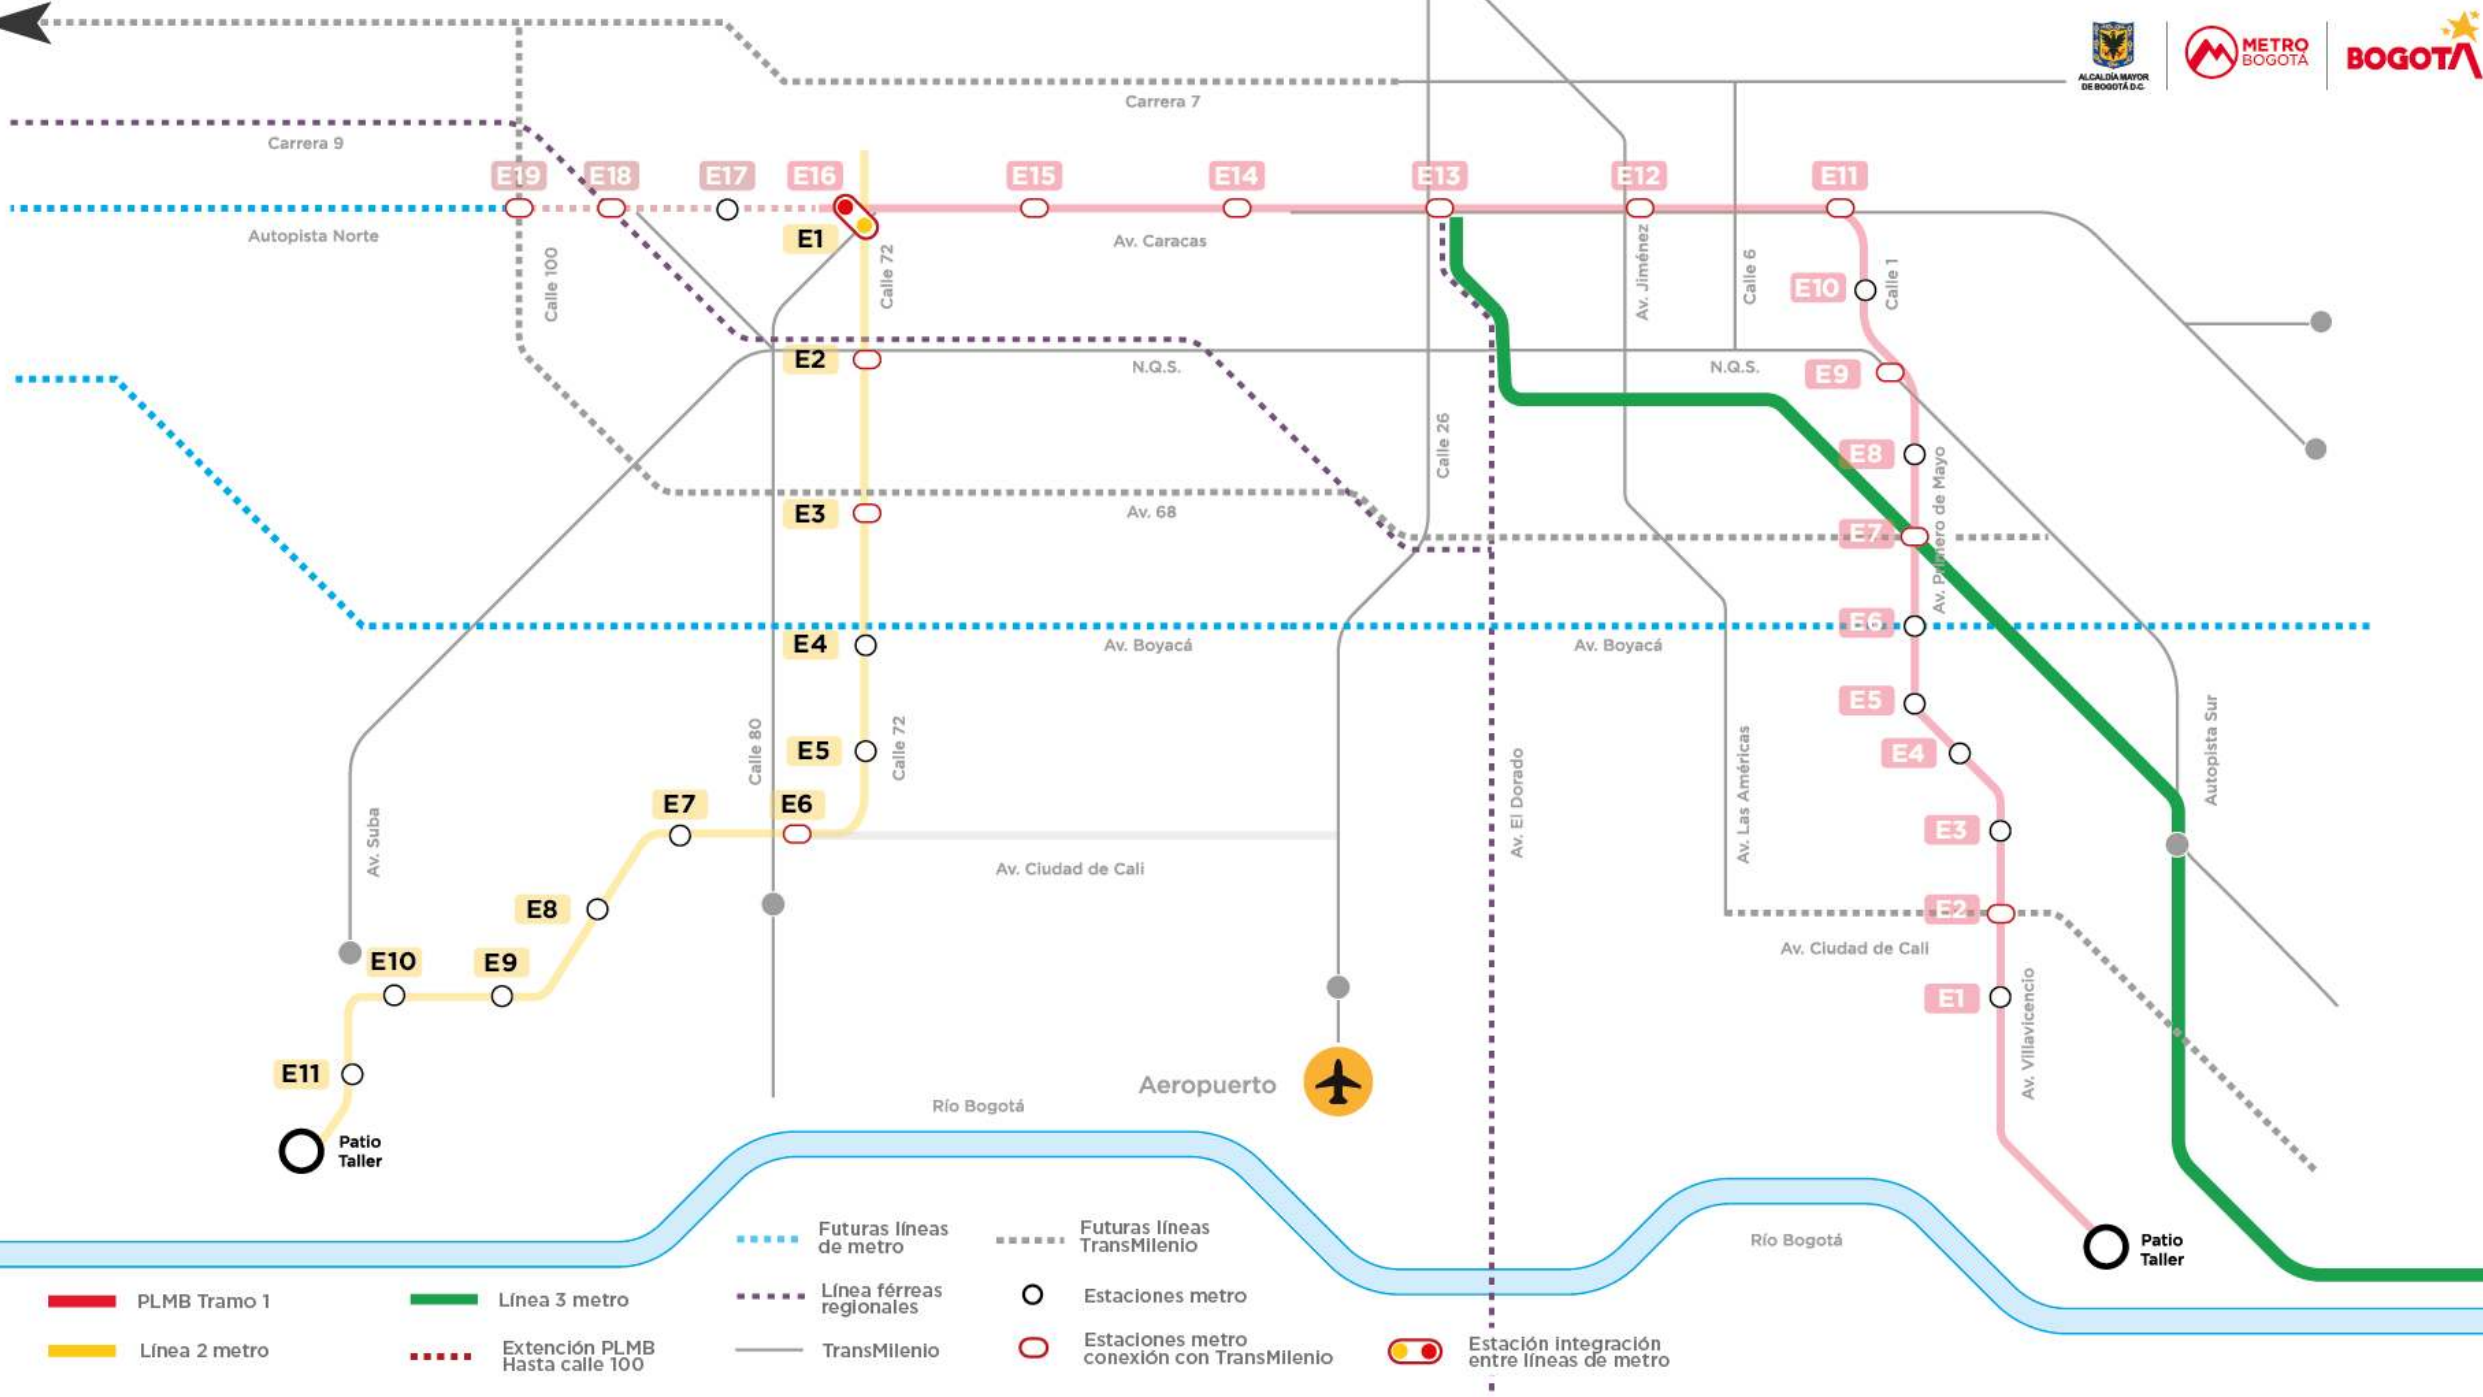 ALCALDÍA MAYOR
DE BOGOTÁ D.C.
METRO
BOGOTÁ
BOGOTÁ
Carrera 7
Carrera 9
E19
E18
E17
E16
E15
E14
E13
E12
E11
Autopista Norte
E1
Av. Caracas
Calle 100
Calle 72
Av. Jiménez
Calle 6
E10
Calle 1
E2
N.Q.S.
N.Q.S.
E9
Calle 26
E8
Av. Primero de Mayo
E3
Av. 68
E7
E4
Av. Boyacá
Av. Boyacá
E6
E5
Calle 80
E5
Calle 72
Av. El Dorado
Av. Las Américas
E4
Autopista Sur
E7
E6
Av. Suba
Av. Ciudad de Cali
E3
E8
E2
Av. Ciudad de Cali
E10
E9
E1
Av. Villavicencio
E11
Aeropuerto
Río Bogotá
Patio
Taller
Río Bogotá
Patio
Taller
PLMB Tramo 1
Línea 2 metro
Línea 3 metro
Extención PLMB
Hasta calle 100
Futuras líneas
de metro
Línea férreas
regionales
TransMilenio
Futuras líneas
TransMilenio
Estaciones metro
Estaciones metro
conexión con TransMilenio
Estación integración
entre líneas de metro